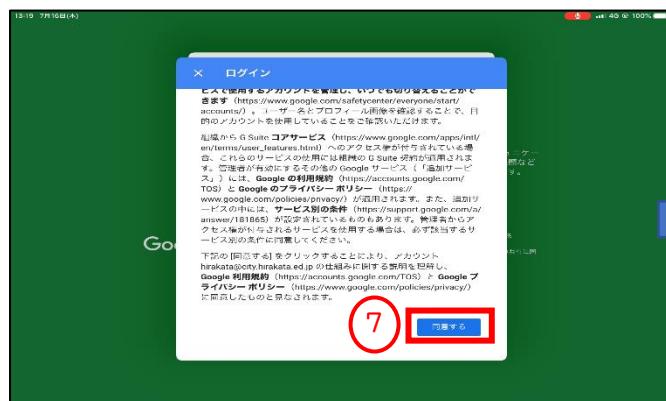 13:19 7月16日(木)
4G 100%
× ログイン
ビスで使用するアカウントを管理し、いつでも切り替えることがで
きます（https://www.google.com/safetycenter/everyone/start/
accounts/）。ユーザー名とプロフィール画像を確認することで、目
的のアカウントを使用していることをご確認いただけます。
組織から G Suite コアサービス（https://www.google.com/apps/intl/
en/terms/user_features.html）へのアクセス権が付与されている場
合、これらのサービスの使用には組織の G Suite 契約が適用されま
す。管理者が有効にするその他の Google サービス（「追加サービ
ス」）には、Google の利用規約（https://accounts.google.com/
TOS）と Google のプライバシー ポリシー（https://
www.google.com/policies/privacy/）が適用されます。また、追加サ
ービスの中には、サービス別の条件（https://support.google.com/a/
answer/181865）が設定されているものもあります。管理者からア
クセス権が付与されるサービスを使用する場合は、必ず該当するサ
ービス別の条件に同意してください。
下記の [同意する] をクリックすることにより、アカウント
hirakata@city.hirakata.ed.jp の仕組みに関する説明を理解し、
Google 利用規約（https://accounts.google.com/TOS）と Google プ
ライバシー ポリシー（https://www.google.com/policies/privacy/）
に同意したものと見なされます。
7
同意する
Go